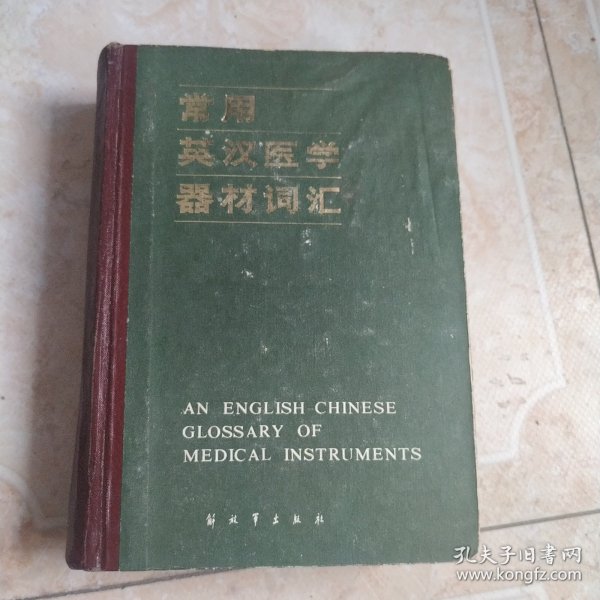 常用
英汉医学
器材词汇
AN ENGLISH CHINESE
GLOSSARY OF
MEDICAL INSTRUMENTS
解放军出版社
孔夫子旧书网
www.kongfz.com